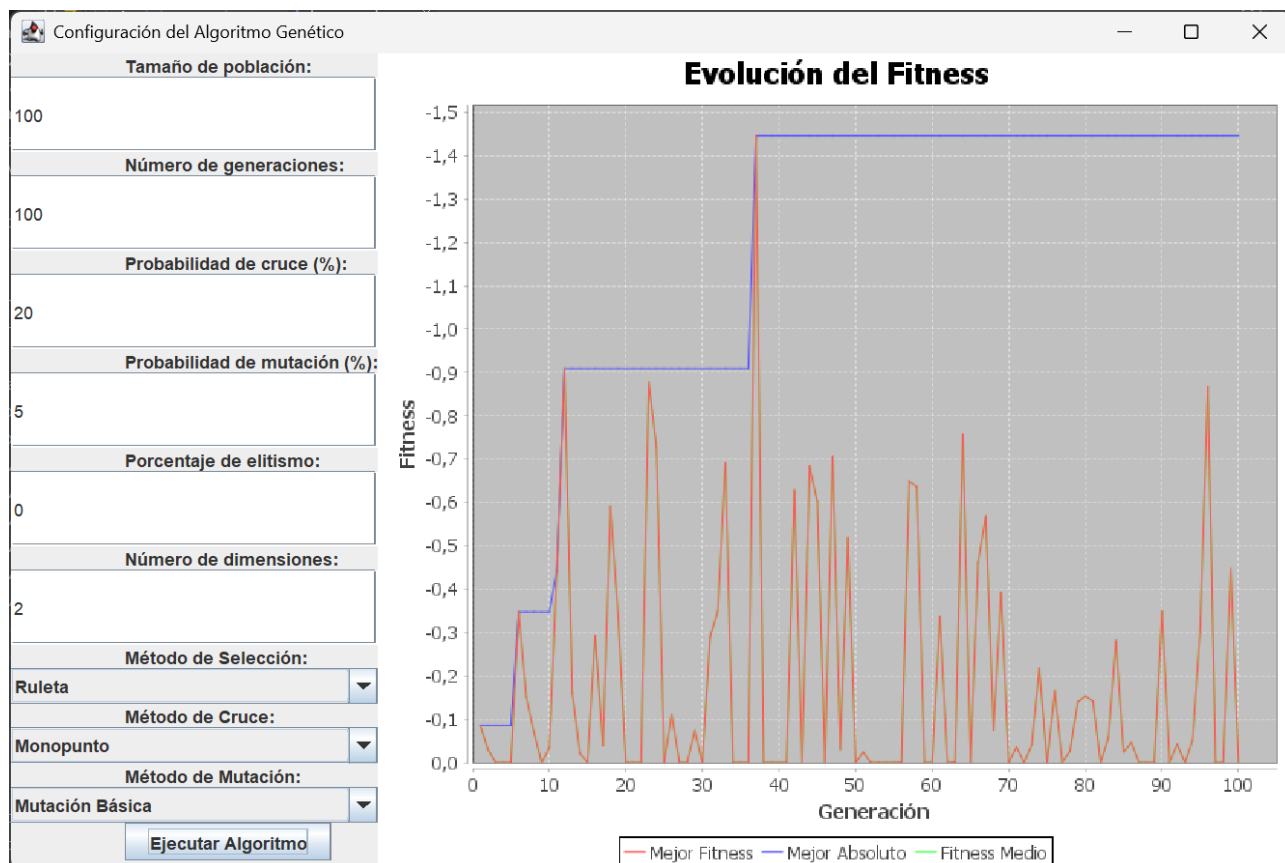 Configuración del Algoritmo Genético
Tamaño de población:
100
Número de generaciones:
100
Probabilidad de cruce (%):
20
Probabilidad de mutación (%):
5
Porcentaje de elitismo:
0
Número de dimensiones:
2
Método de Selección:
Ruleta
Método de Cruce:
Monopunto
Método de Mutación:
Mutación Básica
Ejecutar Algoritmo
Evolución del Fitness
Fitness
-1,5
-1,4
-1,3
-1,2
-1,1
-1,0
-0,9
-0,8
-0,7
-0,6
-0,5
-0,4
-0,3
-0,2
-0,1
0,0
0 10 20 30 40 50 60 70 80 90 100
Generación
Mejor Fitness Mejor Absoluto Fitness Medio